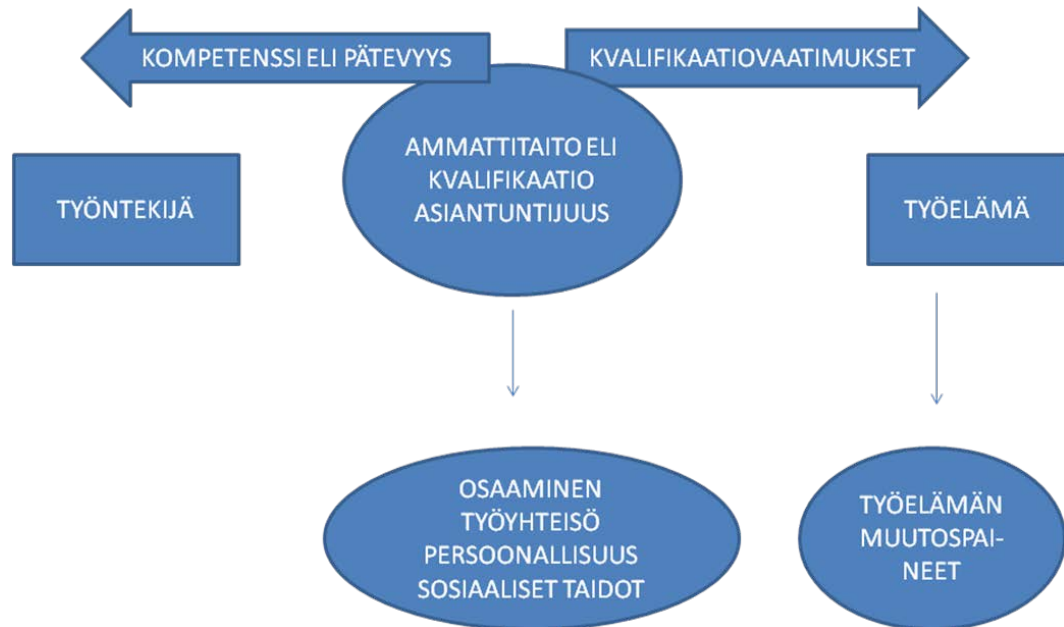 KOMPETENSSI ELI PÄTEVYYS
KVALIFIKAATIOVAATIMUKSET
AMMATTITAITO ELI
KVALIFIKAATIO
ASIANTUNTIJUUS
TYÖNTEKIJÄ
TYÖELÄMÄ
OSAAMINEN
TYÖYHTEISÖ
PERSOONALLISUUS
SOSIAALISET TAIDOT
TYÖELÄMÄN
MUUTOSPAI-
NEET